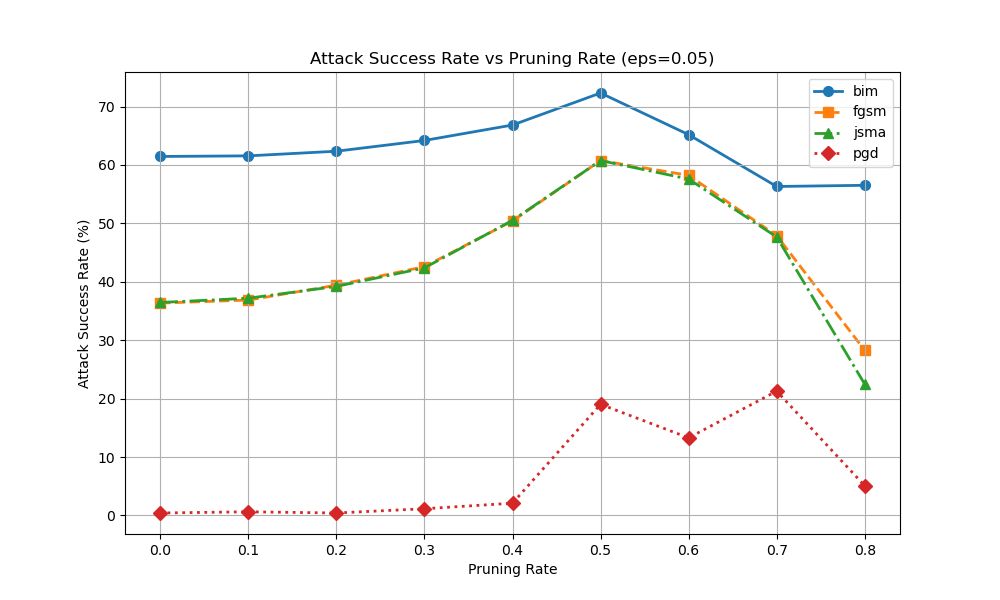 Attack Success Rate vs Pruning Rate (eps=0.05)
Attack Success Rate (%)
70
60
50
40
30
20
10
0
bim
fgsm
jsma
pgd
0.0 0.1 0.2 0.3 0.4 0.5 0.6 0.7 0.8
Pruning Rate